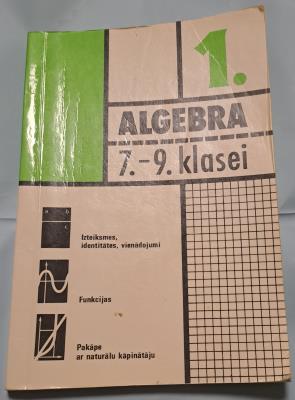 1.
ALGEBRA
7.-9. klasei
a b
c
Izteiksmes,
identitātes, vienādojumi
Funkcijas
Pakāpe
ar naturālu kāpinātāju